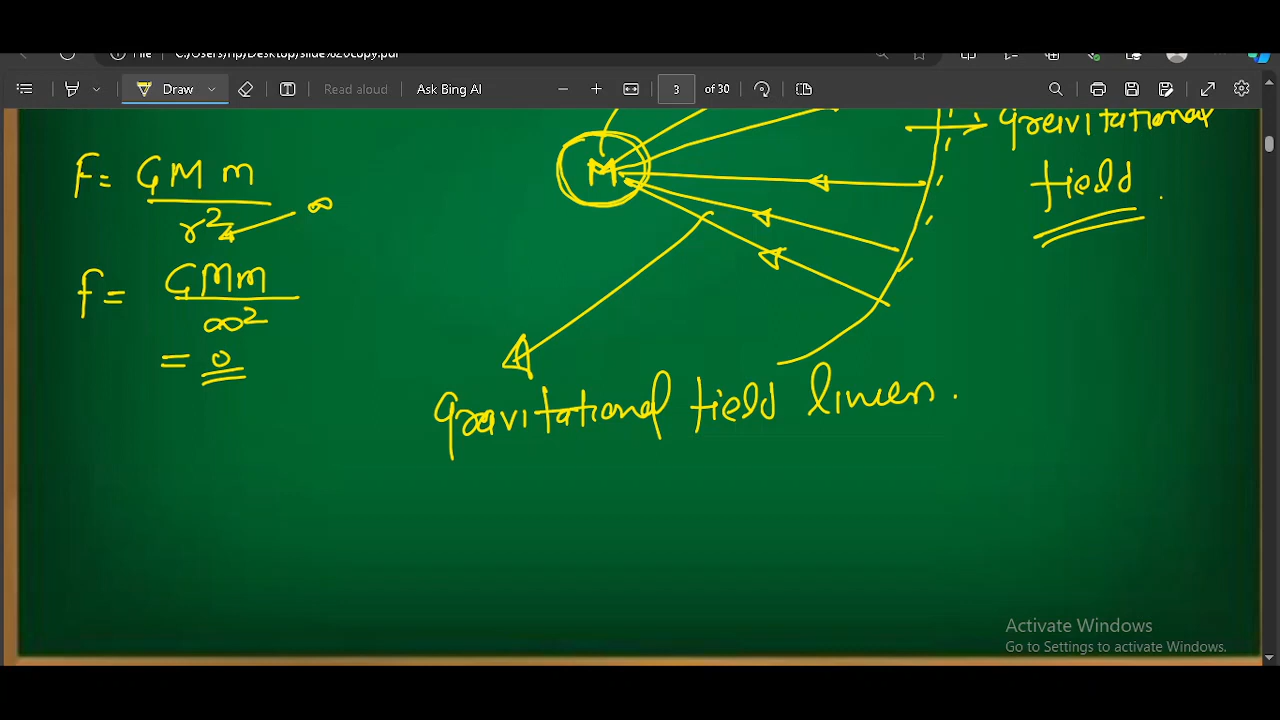 File C:/Users/hp/Desktop/slide%20copy.pdf
Draw Read aloud Ask Bing AI 3 of 30
F = GMm
r² ∞
f = GMm
∞²
= 0
M
gravitational
field.
gravitational field lines.
Activate Windows
Go to Settings to activate Windows.